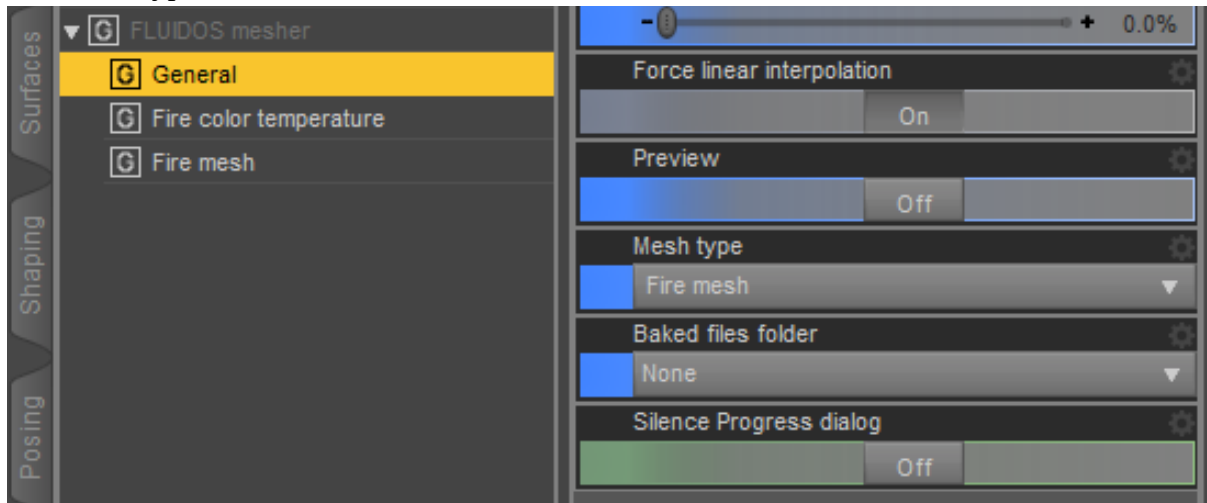 Surfaces
Shaping
Posing
G FLUIDOS mesher
G General
G Fire color temperature
G Fire mesh
- + 0.0%
Force linear interpolation
On
Preview
Off
Mesh type
Fire mesh
Baked files folder
None
Silence Progress dialog
Off